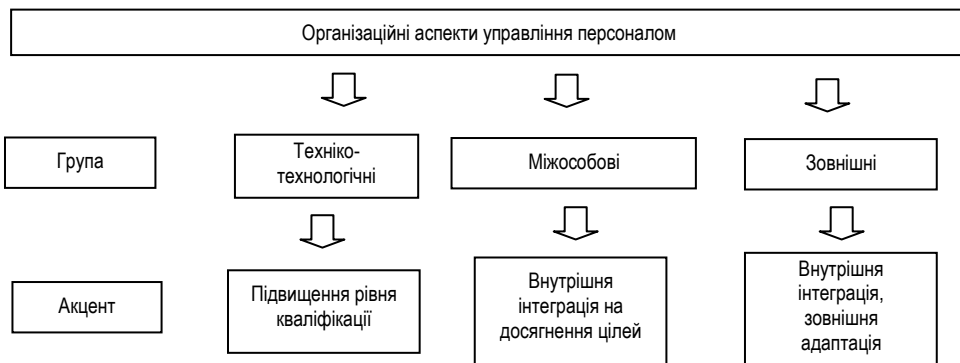 Організаційні аспекти управління персоналом
Група
Техніко-
технологічні
Міжособові
Зовнішні
Акцент
Підвищення рівня
кваліфікації
Внутрішня
інтеграція на
досягнення цілей
Внутрішня
інтеграція,
зовнішня
адаптація